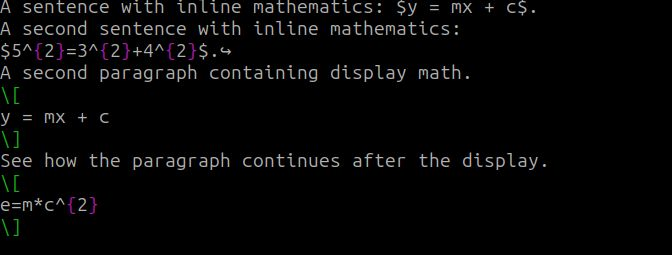 A sentence with inline mathematics: $y = mx + c$.
A second sentence with inline mathematics:
$5^{2}=3^{2}+4^{2}$.↪
A second paragraph containing display math.
\[
y = mx + c
\]
See how the paragraph continues after the display.
\[
e=m*c^{2}
\]